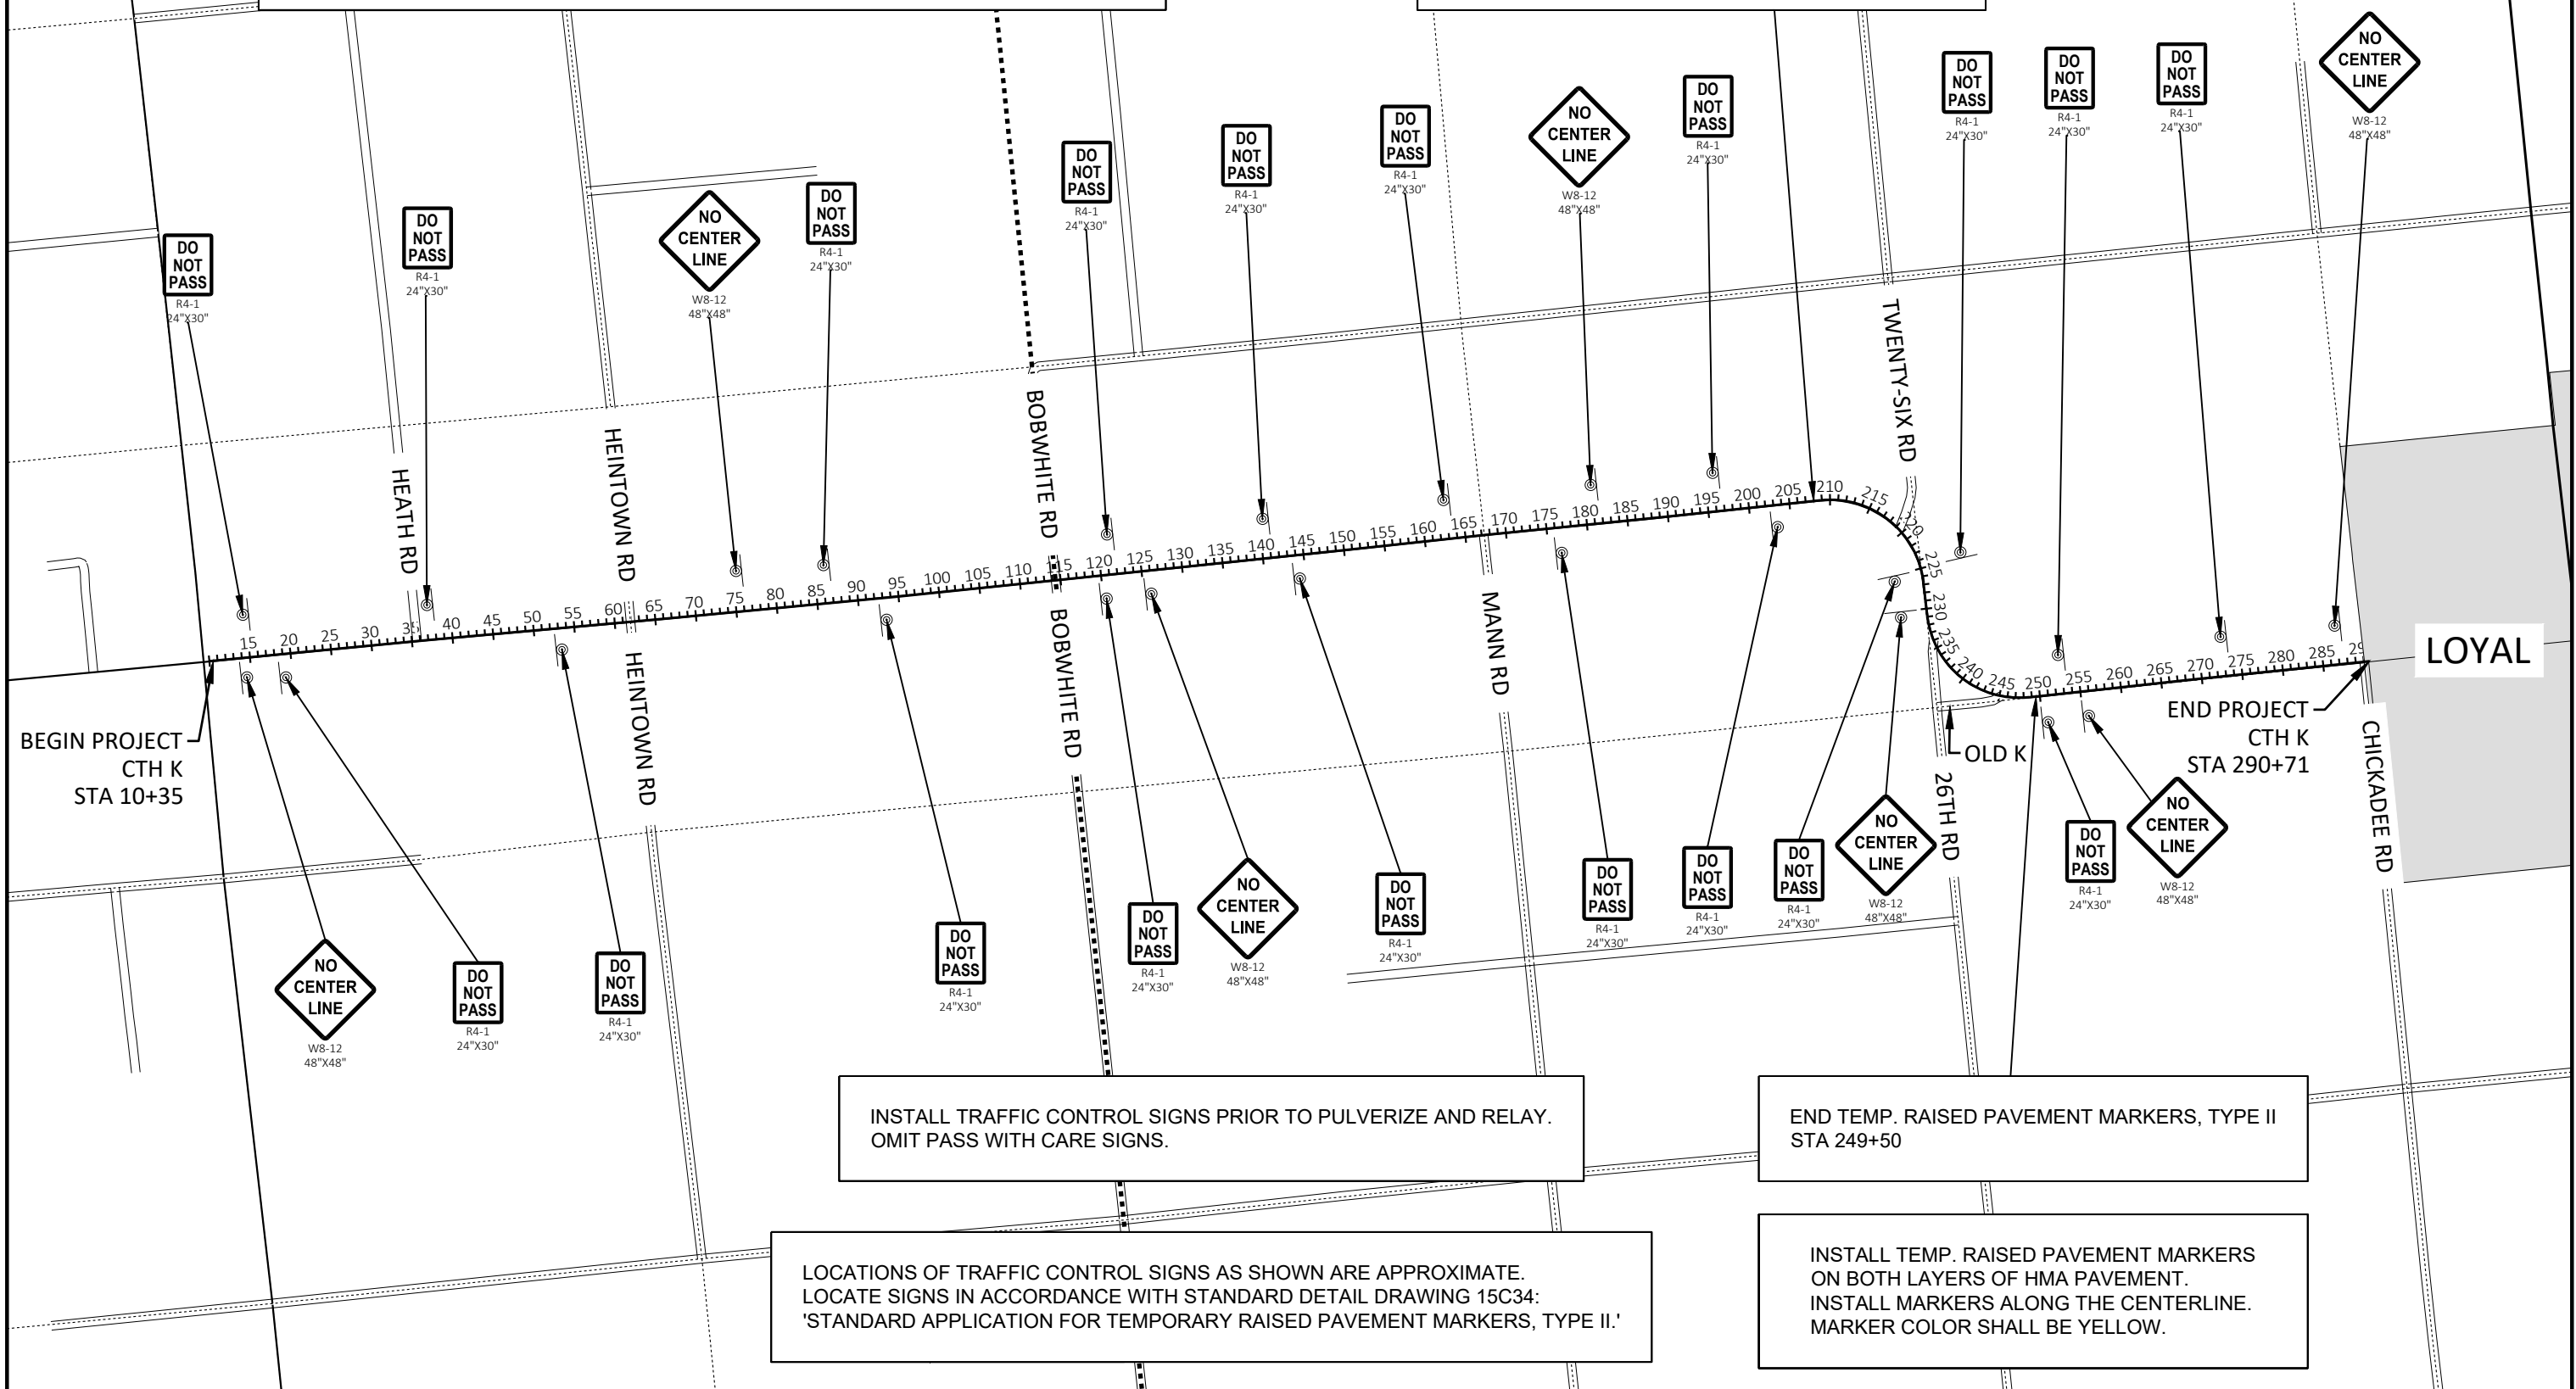 NO
CENTER
LINE
W8-12
48"X48"
DO
NOT
PASS
R4-1
24"X30"
DO
NOT
PASS
R4-1
24"X30"
DO
NOT
PASS
R4-1
24"X30"
DO
NOT
PASS
R4-1
24"X30"
NO
CENTER
LINE
W8-12
48"X48"
DO
NOT
PASS
R4-1
24"X30"
DO
NOT
PASS
R4-1
24"X30"
DO
NOT
PASS
R4-1
24"X30"
DO
NOT
PASS
R4-1
24"X30"
NO
CENTER
LINE
W8-12
48"X48"
DO
NOT
PASS
R4-1
24"X30"
DO
NOT
PASS
R4-1
24"X30"
HEATH RD
HEINTOWN RD
BOBWHITE RD
TWENTY-SIX RD
15 20 25 30 35 40 45 50 55 60 65 70 75 80 85 90 95 100 105 110 115 120 125 130 135 140 145 150 155 160 165 170 175 180 185 190 195 200 205 210 215 220 225 230 235 240 245 250 255 260 265 270 275 280 285 29
HEINTOWN RD
BOBWHITE RD
MANN RD
26TH RD
CHICKADEE RD
LOYAL
BEGIN PROJECT
CTH K
STA 10+35
OLD K
END PROJECT
CTH K
STA 290+71
NO
CENTER
LINE
W8-12
48"X48"
DO
NOT
PASS
R4-1
24"X30"
DO
NOT
PASS
R4-1
24"X30"
DO
NOT
PASS
R4-1
24"X30"
DO
NOT
PASS
R4-1
24"X30"
NO
CENTER
LINE
W8-12
48"X48"
DO
NOT
PASS
R4-1
24"X30"
DO
NOT
PASS
R4-1
24"X30"
DO
NOT
PASS
R4-1
24"X30"
DO
NOT
PASS
R4-1
24"X30"
NO
CENTER
LINE
W8-12
48"X48"
DO
NOT
PASS
R4-1
24"X30"
NO
CENTER
LINE
W8-12
48"X48"
INSTALL TRAFFIC CONTROL SIGNS PRIOR TO PULVERIZE AND RELAY.
OMIT PASS WITH CARE SIGNS.
END TEMP. RAISED PAVEMENT MARKERS, TYPE II
STA 249+50
LOCATIONS OF TRAFFIC CONTROL SIGNS AS SHOWN ARE APPROXIMATE.
LOCATE SIGNS IN ACCORDANCE WITH STANDARD DETAIL DRAWING 15C34:
'STANDARD APPLICATION FOR TEMPORARY RAISED PAVEMENT MARKERS, TYPE II.'
INSTALL TEMP. RAISED PAVEMENT MARKERS
ON BOTH LAYERS OF HMA PAVEMENT.
INSTALL MARKERS ALONG THE CENTERLINE.
MARKER COLOR SHALL BE YELLOW.